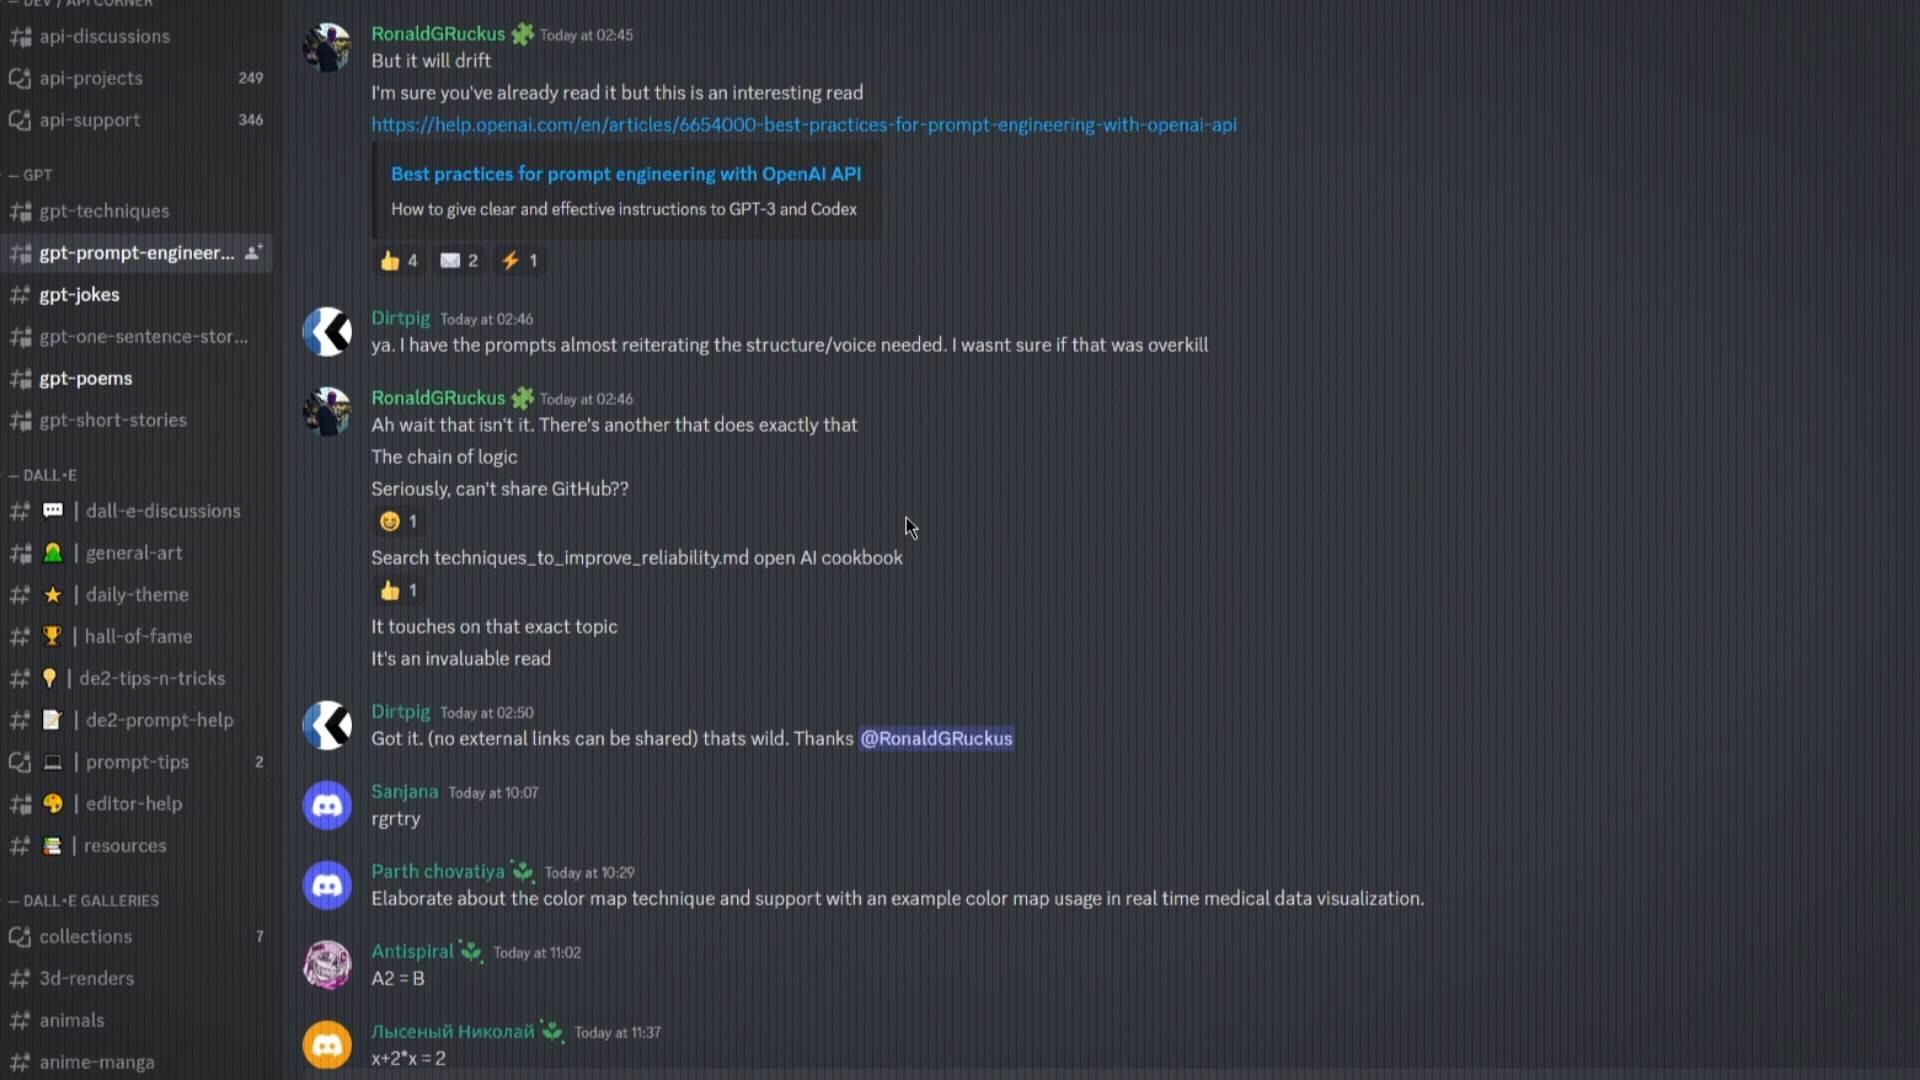 — DEV / API CORNER
api-discussions
api-projects 249
api-support 346
— GPT
gpt-techniques
gpt-prompt-engineer...
gpt-jokes
gpt-one-sentence-stor...
gpt-poems
gpt-short-stories
— DALL•E
| dall-e-discussions
| general-art
| daily-theme
| hall-of-fame
| de2-tips-n-tricks
| de2-prompt-help
| prompt-tips 2
| editor-help
| resources
— DALL•E GALLERIES
collections 7
3d-renders
animals
anime-manga
RonaldGRuckus Today at 02:45
But it will drift
I'm sure you've already read it but this is an interesting read
https://help.openai.com/en/articles/6654000-best-practices-for-prompt-engineering-with-openai-api
Best practices for prompt engineering with OpenAI API
How to give clear and effective instructions to GPT-3 and Codex
4 2 1
Dirtpig Today at 02:46
ya. I have the prompts almost reiterating the structure/voice needed. I wasnt sure if that was overkill
RonaldGRuckus Today at 02:46
Ah wait that isn't it. There's another that does exactly that
The chain of logic
Seriously, can't share GitHub??
1
Search techniques_to_improve_reliability.md open AI cookbook
1
It touches on that exact topic
It's an invaluable read
Dirtpig Today at 02:50
Got it. (no external links can be shared) thats wild. Thanks @RonaldGRuckus
Sanjana Today at 10:07
rgrtry
Parth chovatiya Today at 10:29
Elaborate about the color map technique and support with an example color map usage in real time medical data visualization.
Antispiral Today at 11:02
A2 = B
Лысеный Николай Today at 11:37
x+2*x = 2